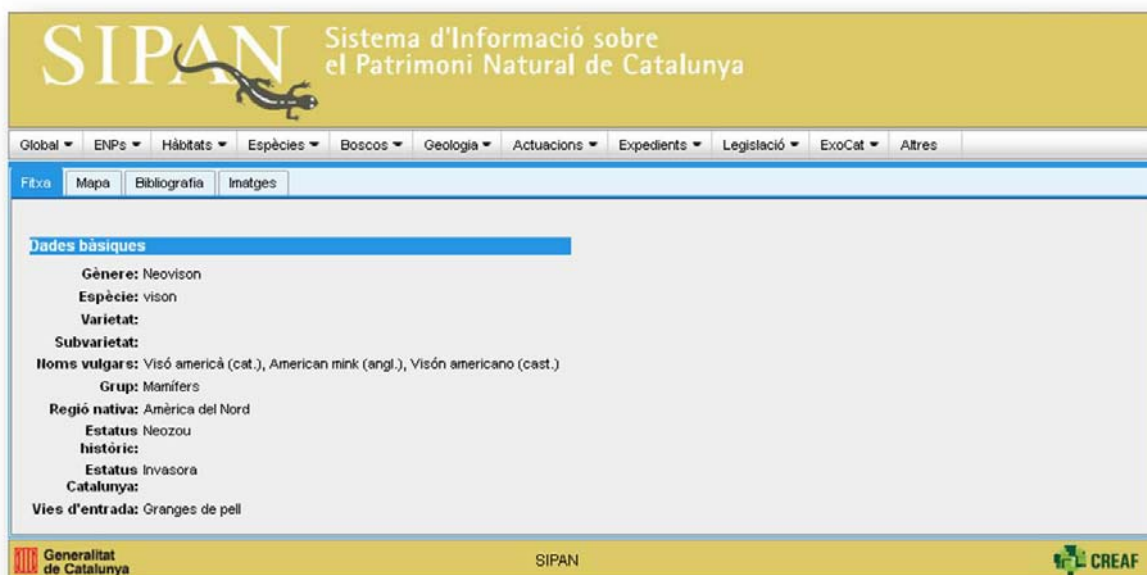 SIPAN
Sistema d'Informació sobre
el Patrimoni Natural de Catalunya
Global ENPs Hàbitats Espècies Boscos Geologia Actuacions Expedients Legislació ExoCat Altres
Fitxa Mapa Bibliografia Imatges
Dades bàsiques
Gènere: Neovison
Espècie: vison
Varietat:
Subvarietat:
Noms vulgars: Visó americà (cat.), American mink (angl.), Visón americano (cast.)
Grup: Mamífers
Regió nativa: Amèrica del Nord
Estatus Neozou
històric:
Estatus Invasora
Catalunya:
Vies d'entrada: Granges de pell
Generalitat
de Catalunya
SIPAN
CREAF